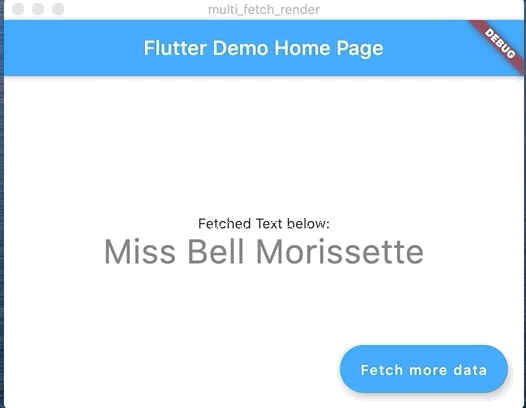 multi_fetch_render
Flutter Demo Home Page
DEBUG
Fetched Text below:
Miss Bell Morissette
Fetch more data